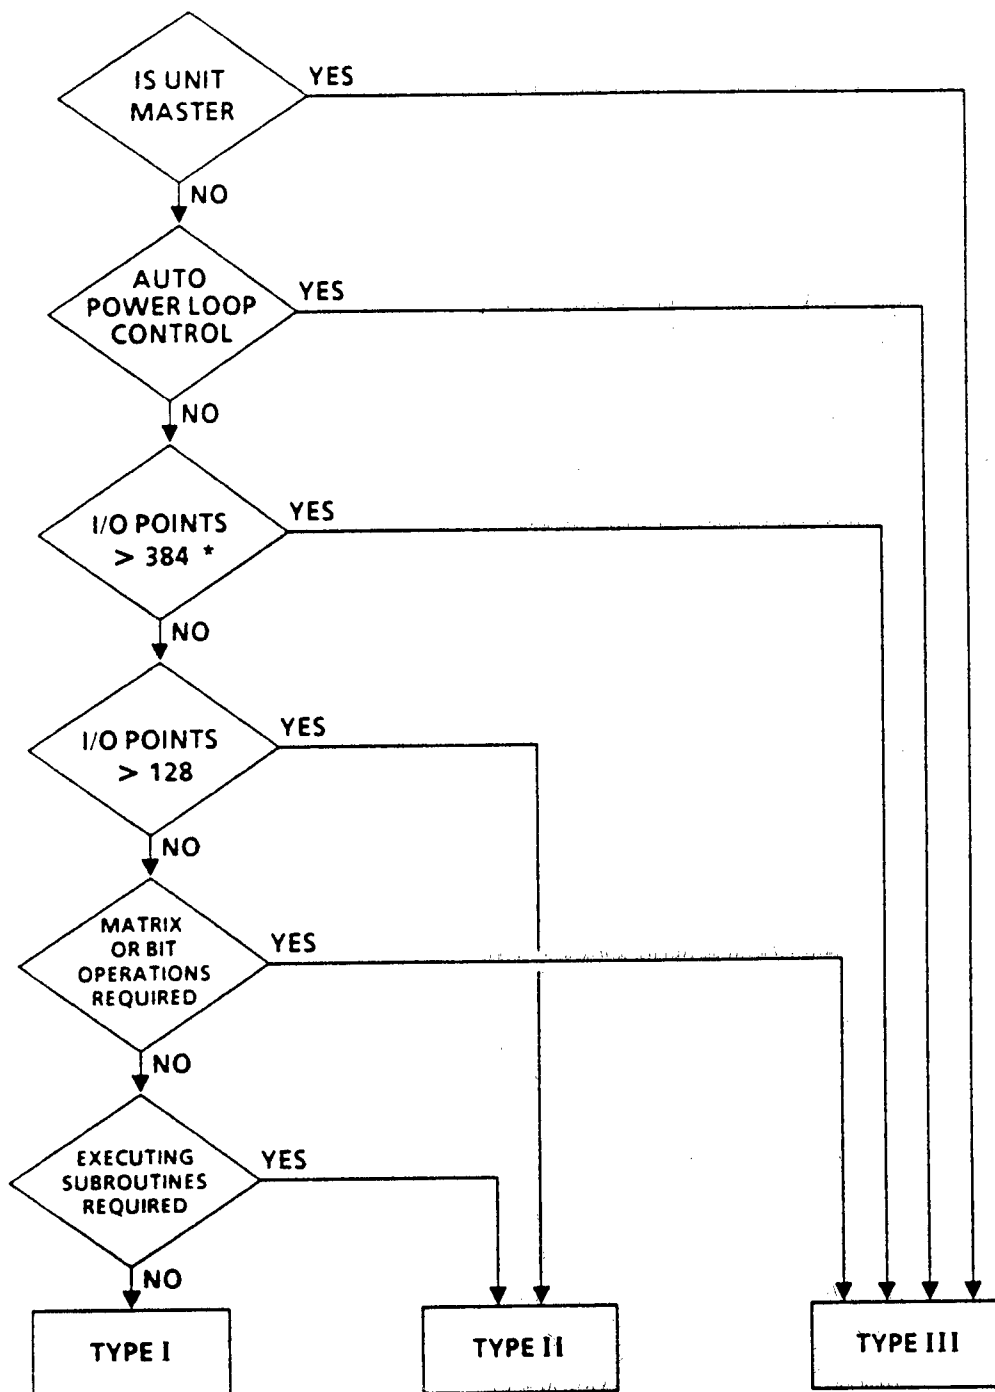 IS UNIT
MASTER
YES
NO
AUTO
POWER LOOP
CONTROL
YES
NO
I/O POINTS
> 384 *
YES
NO
I/O POINTS
> 128
YES
NO
MATRIX
OR BIT
OPERATIONS
REQUIRED
YES
NO
EXECUTING
SUBROUTINES
REQUIRED
YES
NO
TYPE I
TYPE II
TYPE III